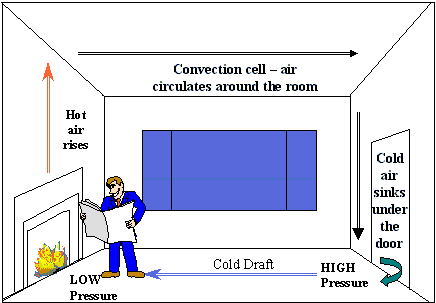 Convection cell – air
circulates around the room
Hot
air
rises
Cold
air
sinks
under
the
door
Cold Draft
HIGH
Pressure
LOW
Pressure